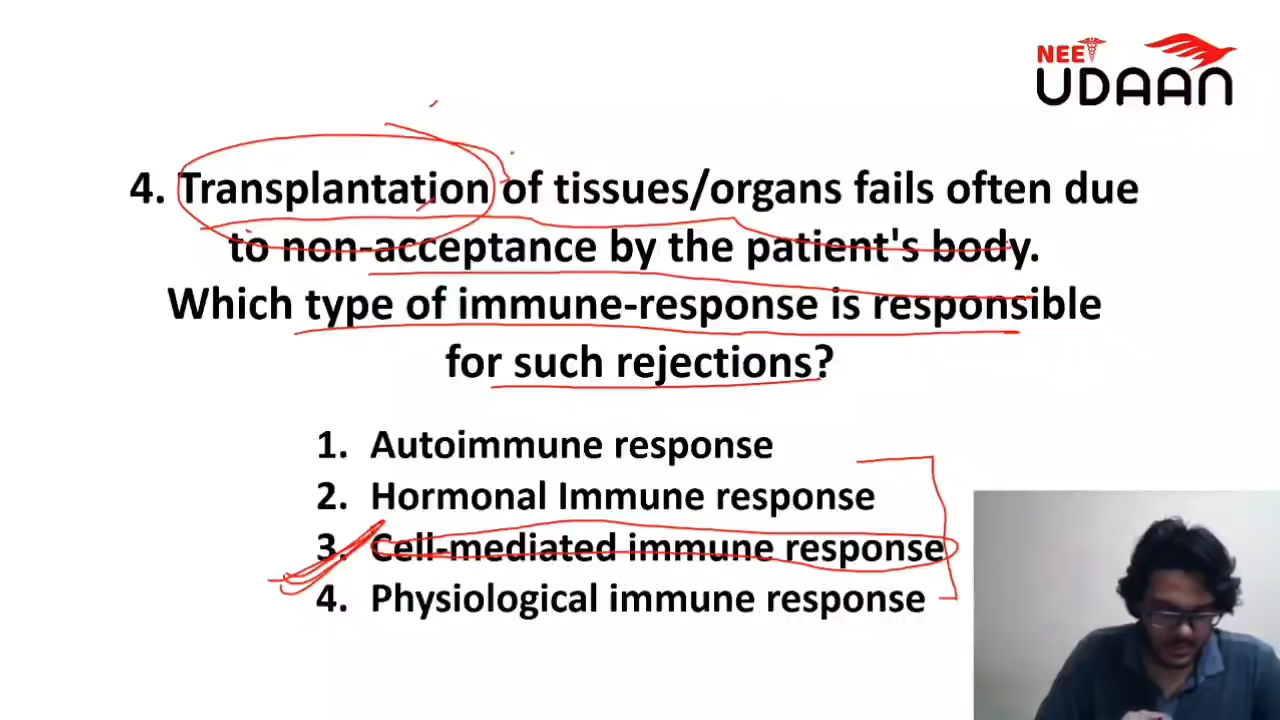 NEET
UDAAN
4. Transplantation of tissues/organs fails often due
to non-acceptance by the patient's body.
Which type of immune-response is responsible
for such rejections?
1. Autoimmune response
2. Hormonal Immune response
3. Cell-mediated immune response
4. Physiological immune response